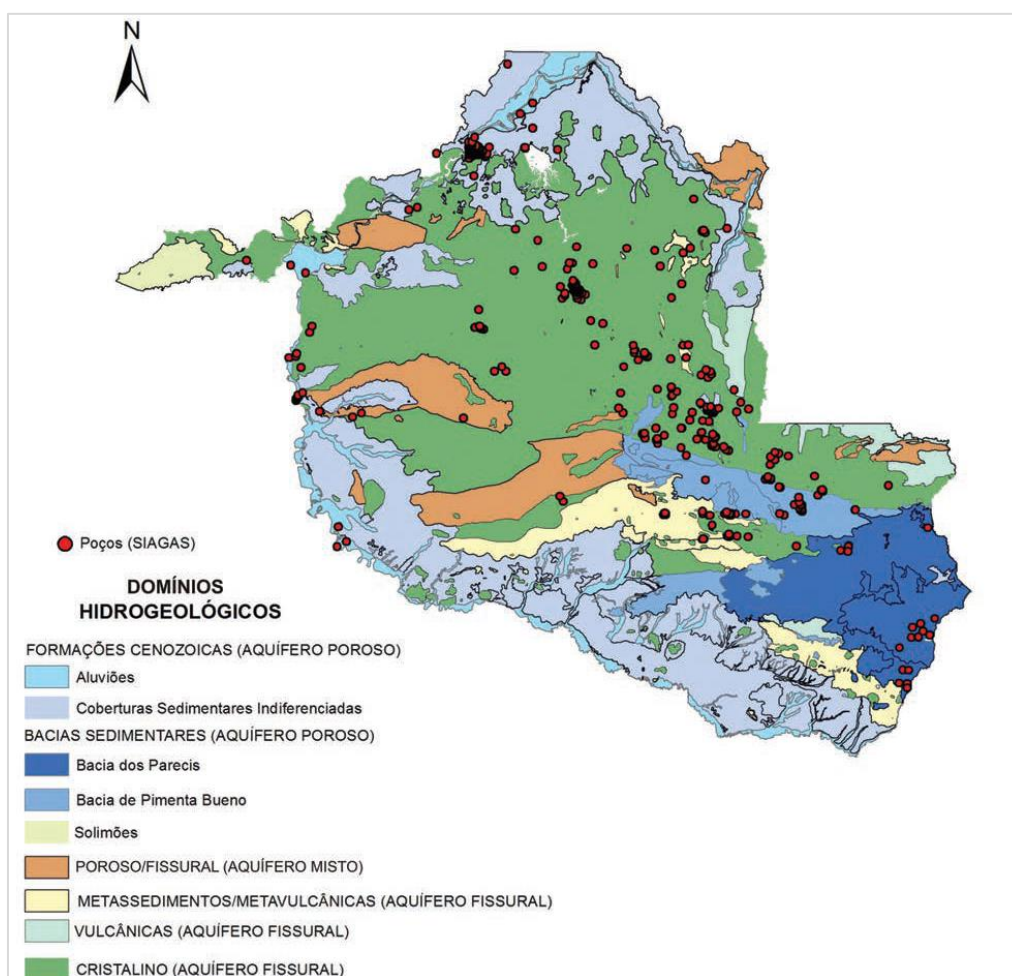 N
Poços (SIAGAS)
DOMÍNIOS
HIDROGEOLÓGICOS
FORMAÇÕES CENOZOICAS (AQUÍFERO POROSO)
Aluviões
Coberturas Sedimentares Indiferenciadas
BACIAS SEDIMENTARES (AQUÍFERO POROSO)
Bacia dos Parecis
Bacia de Pimenta Bueno
Solimões
POROSO/FISSURAL (AQUÍFERO MISTO)
METASSEDIMENTOS/METAVULCÂNICAS (AQUÍFERO FISSURAL)
VULCÂNICAS (AQUÍFERO FISSURAL)
CRISTALINO (AQUÍFERO FISSURAL)